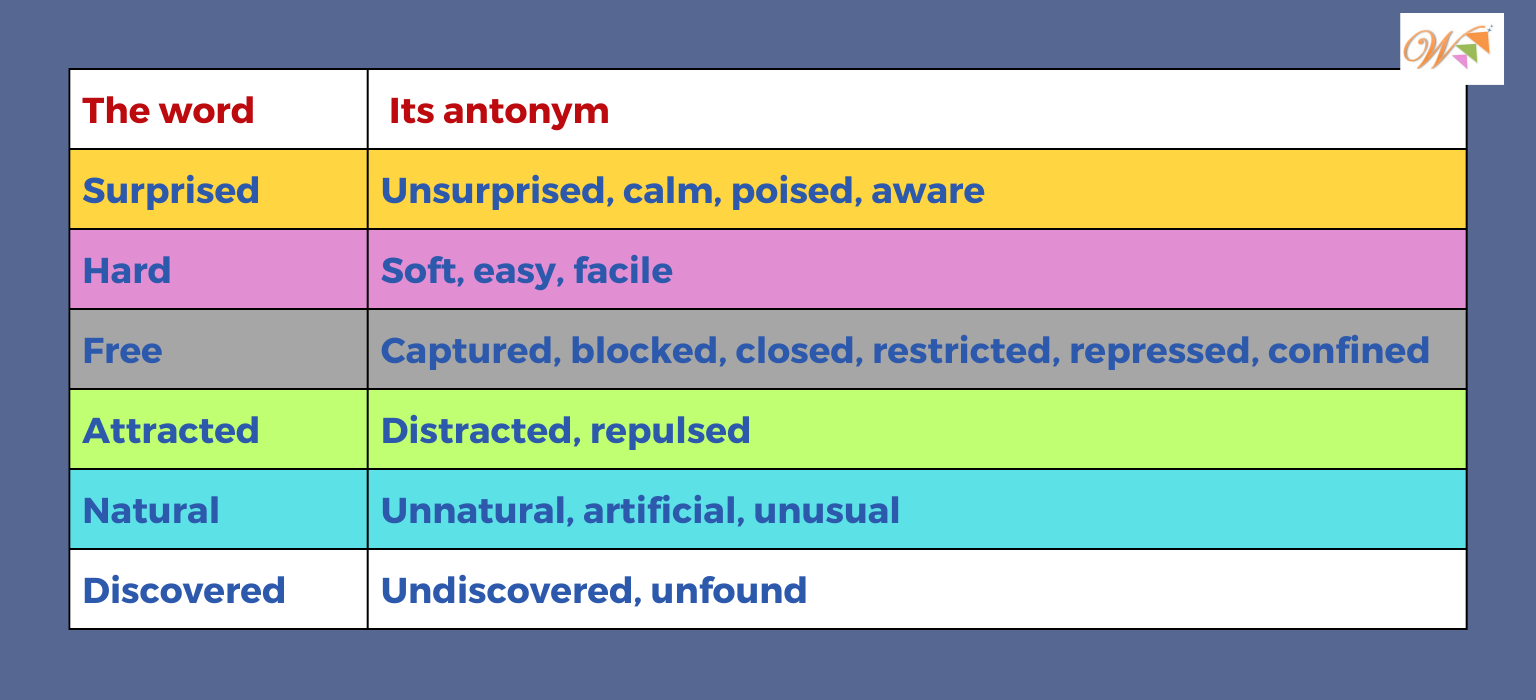 The word Its antonym
Surprised Unsurprised, calm, poised, aware
Hard Soft, easy, facile
Free Captured, blocked, closed, restricted, repressed, confined
Attracted Distracted, repulsed
Natural Unnatural, artificial, unusual
Discovered Undiscovered, unfound
W